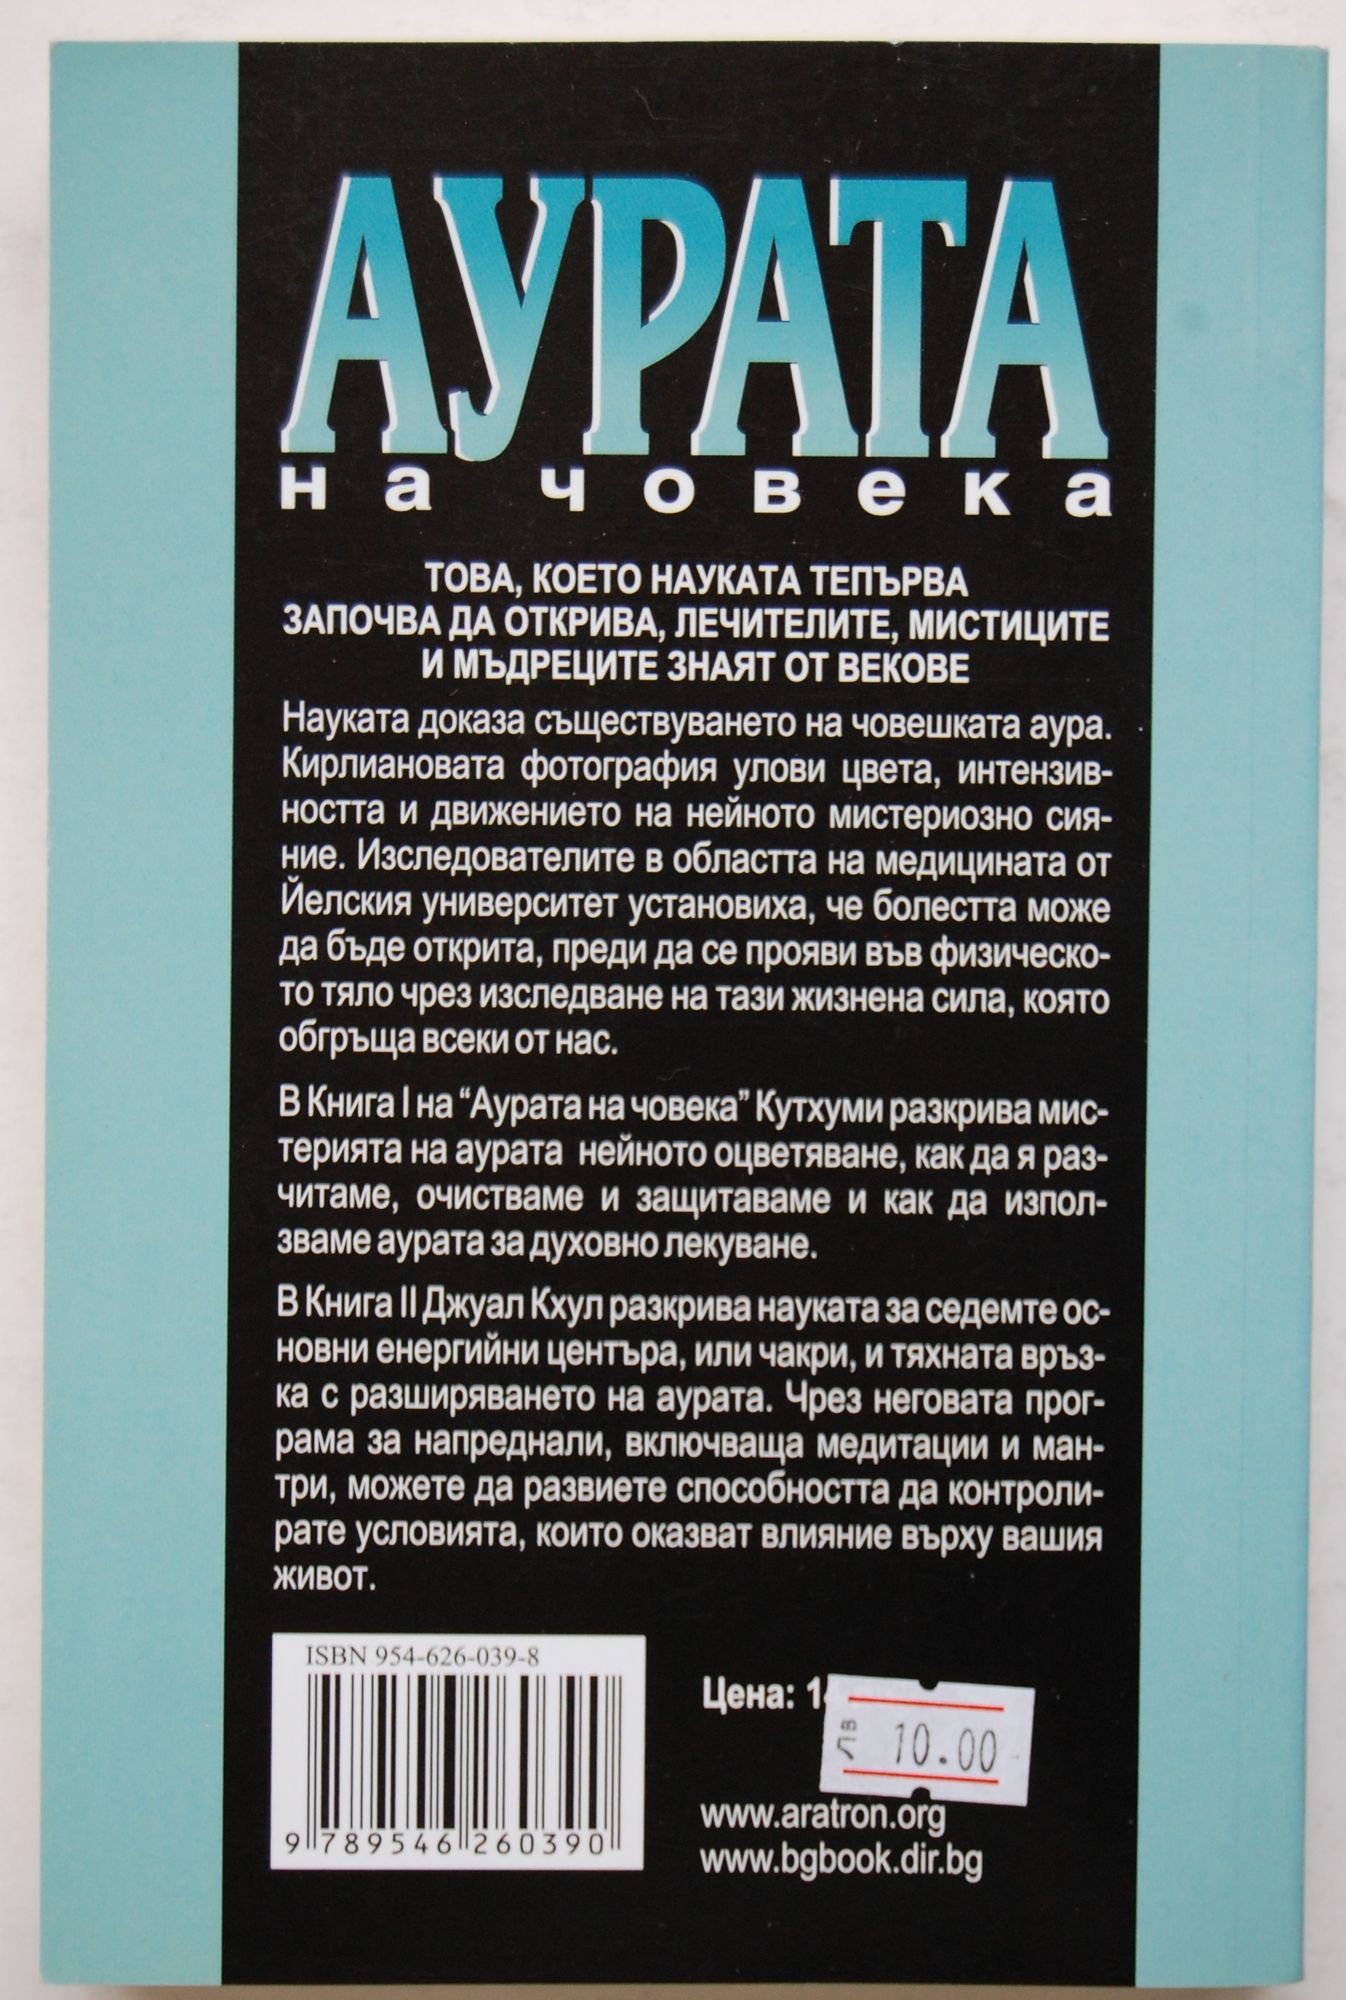 АУРАТА
на човека
ТОВА, КОЕТО НАУКАТА ТЕПЪРВА
ЗАПОЧВА ДА ОТКРИВА, ЛЕЧИТЕЛИТЕ, МИСТИЦИТЕ
И МЪДРЕЦИТЕ ЗНАЯТ ОТ ВЕКОВЕ
Науката доказа съществуването на човешката аура.
Кирлиановата фотография улови цвета, интензив-
ността и движението на нейното мистериозно сия-
ние. Изследователите в областта на медицината от
Йелския университет установиха, че болестта може
да бъде открита, преди да се прояви във физическо-
то тяло чрез изследване на тази жизнена сила, която
обгръща всеки от нас.
В Книга I на "Аурата на човека" Кутхуми разкрива мис-
терията на аурата нейното оцветяване, как да я раз-
читаме, очистваме и защитаваме и как да изпол-
зваме аурата за духовно лекуване.
В Книга II Джуал Кхул разкрива науката за седемте ос-
новни енергийни центъра, или чакри, и тяхната връз-
ка с разширяването на аурата. Чрез неговата прог-
рама за напреднали, включваща медитации и ман-
три, можете да развиете способността да контроли-
рате условията, които оказват влияние върху вашия
живот.
ISBN 954-626-039-8
9 789546 260390
Цена:
лв 10.00
www.aratron.org
www.bgbook.dir.bg